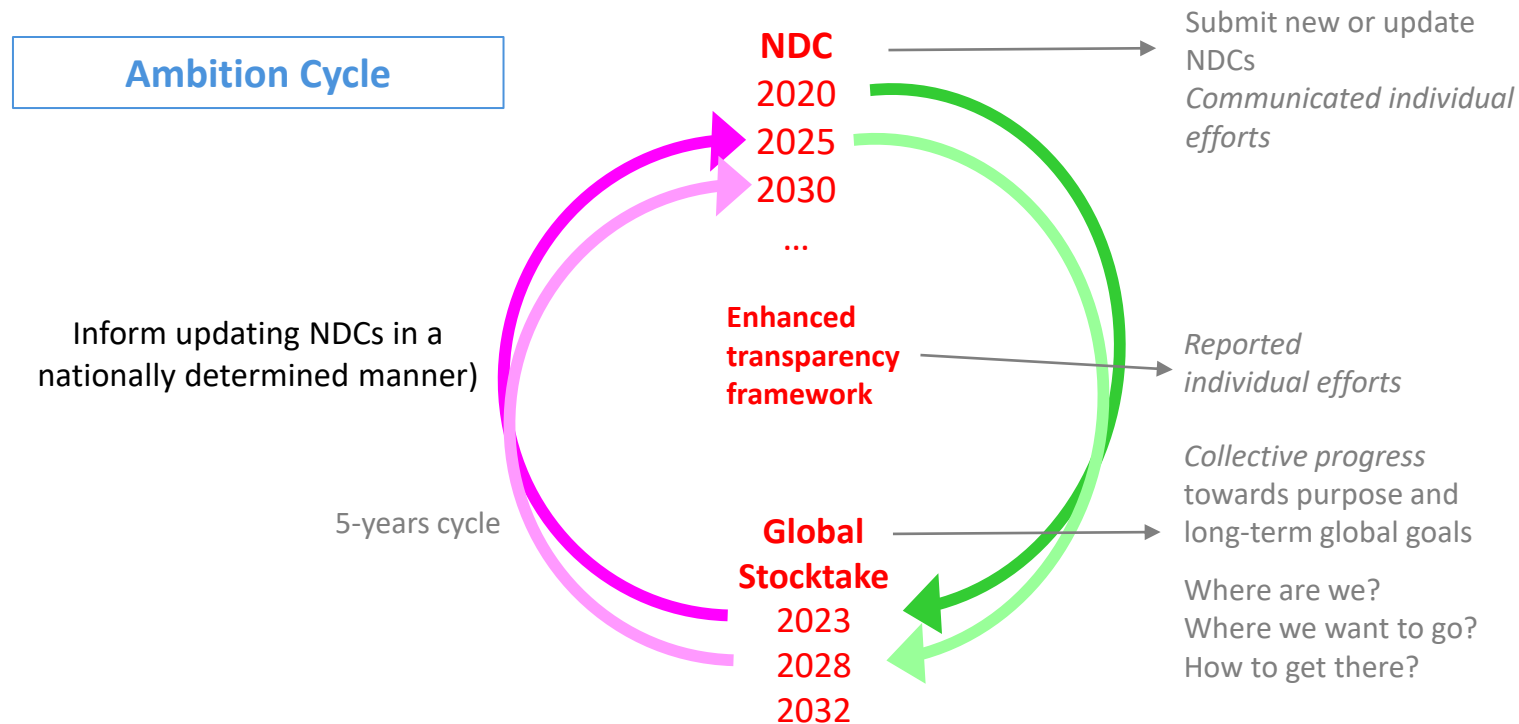 Ambition Cycle
NDC
2020
2025
2030
...
Submit new or update
NDCs
Communicated individual
efforts
Inform updating NDCs in a
nationally determined manner)
Enhanced
transparency
framework
Reported
individual efforts
5-years cycle
Global
Stocktake
2023
2028
2032
Collective progress
towards purpose and
long-term global goals
Where are we?
Where we want to go?
How to get there?